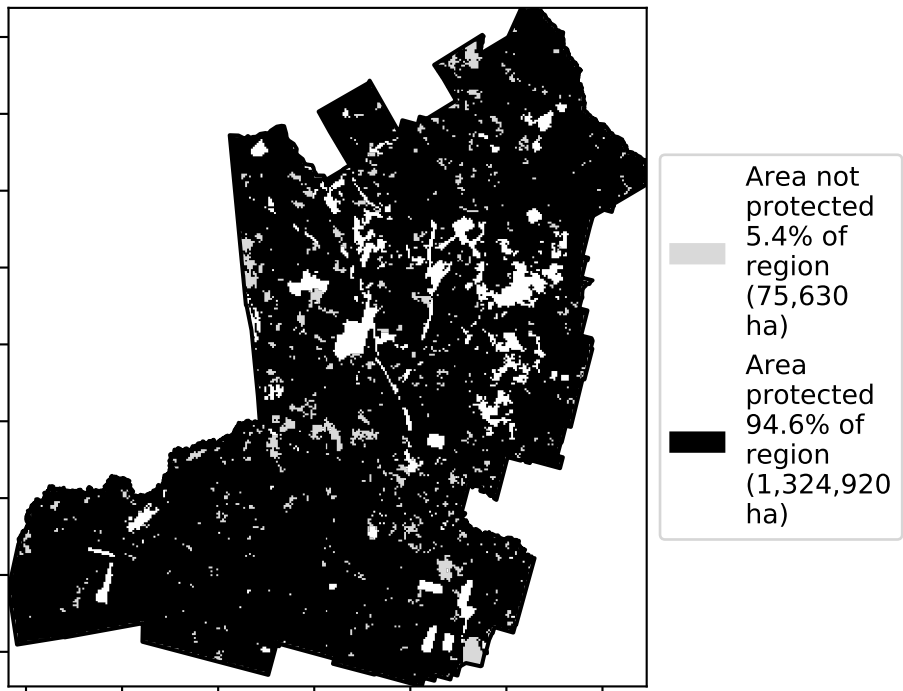 Area not
protected
5.4% of
region
(75,630
ha)
Area
protected
94.6% of
region
(1,324,920
ha)